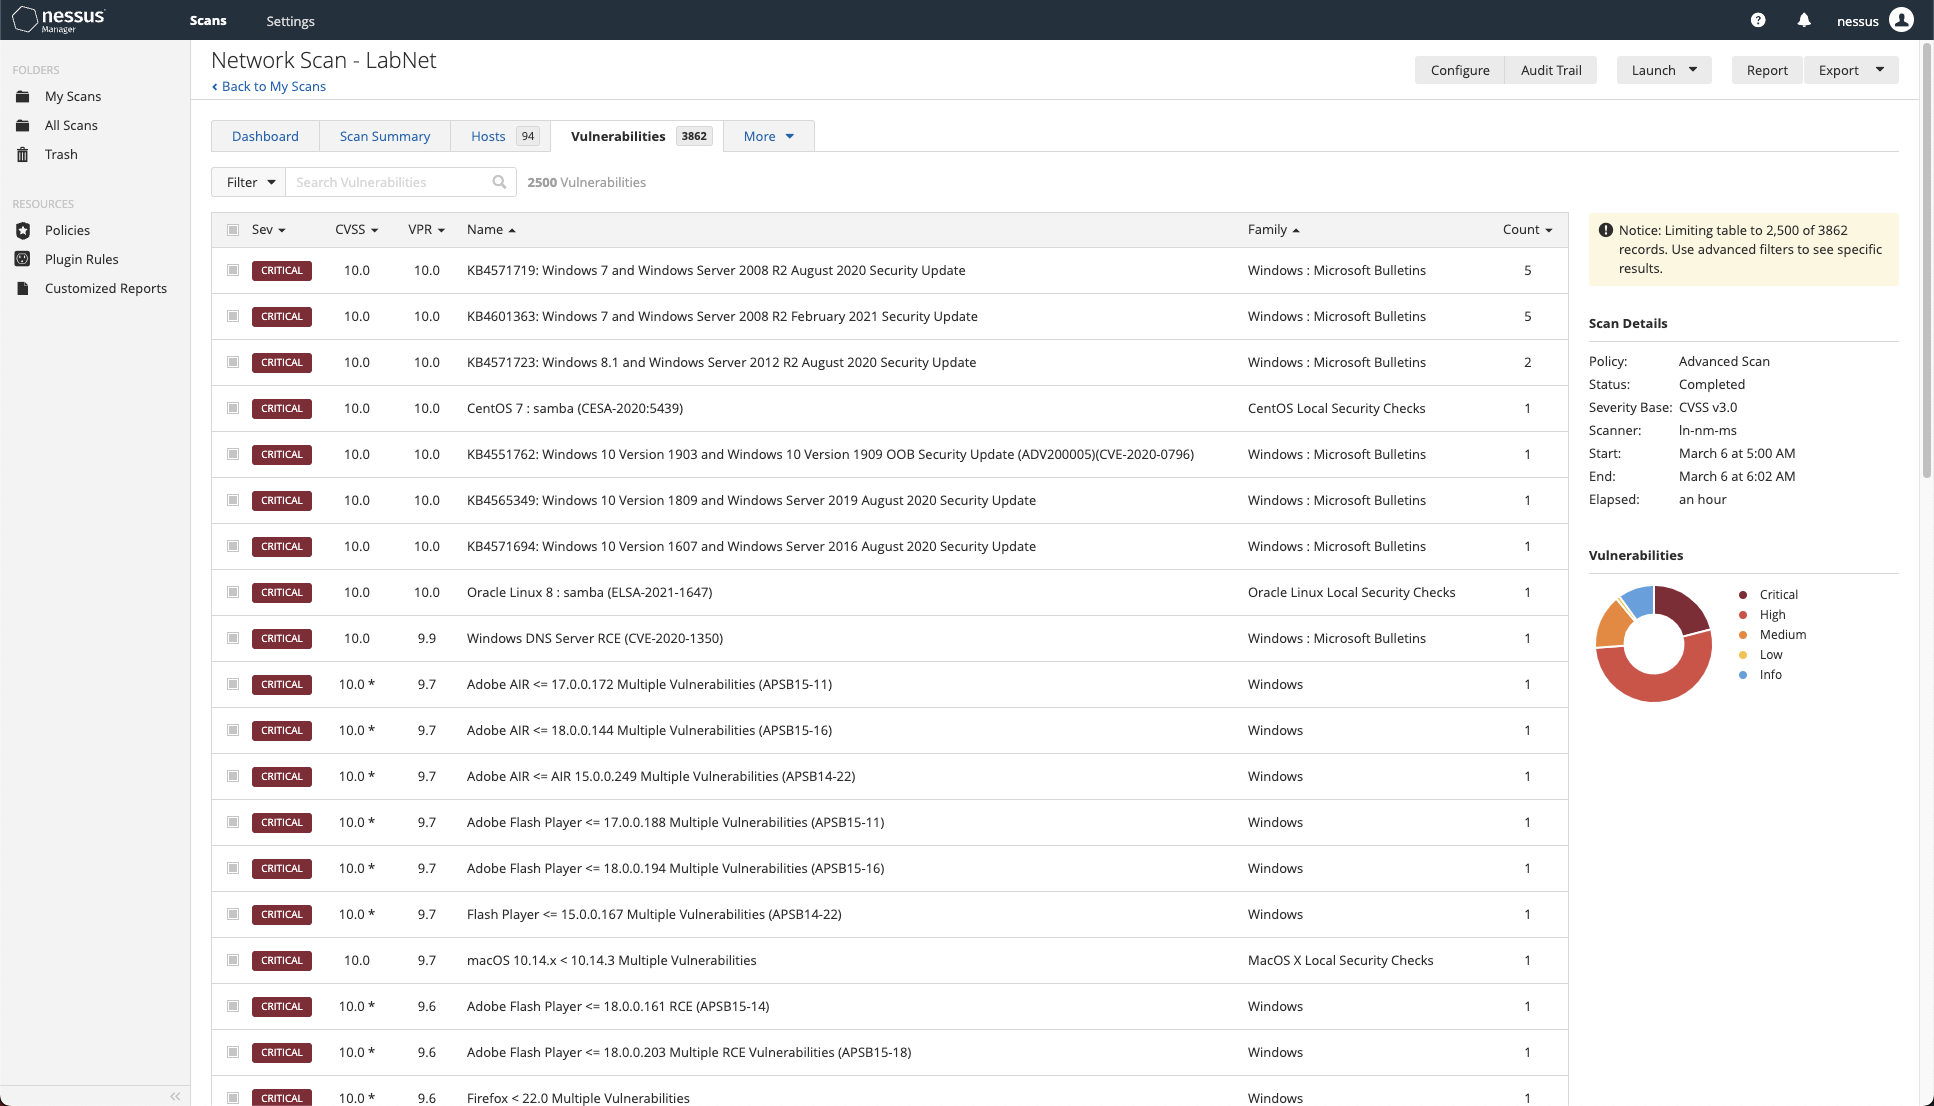 nessus
Manager
Scans
Settings
nessus
FOLDERS
My Scans
All Scans
Trash
RESOURCES
Policies
Plugin Rules
Customized Reports
Network Scan - LabNet
Back to My Scans
Configure
Audit Trail
Launch
Report
Export
Dashboard
Scan Summary
Hosts 94
Vulnerabilities 3862
More
Filter
Search Vulnerabilities
2500 Vulnerabilities
Sev CVSS VPR Name Family Count
CRITICAL 10.0 10.0 KB4571719: Windows 7 and Windows Server 2008 R2 August 2020 Security Update Windows : Microsoft Bulletins 5
CRITICAL 10.0 10.0 KB4601363: Windows 7 and Windows Server 2008 R2 February 2021 Security Update Windows : Microsoft Bulletins 5
CRITICAL 10.0 10.0 KB4571723: Windows 8.1 and Windows Server 2012 R2 August 2020 Security Update Windows : Microsoft Bulletins 2
CRITICAL 10.0 10.0 CentOS 7 : samba (CESA-2020:5439) CentOS Local Security Checks 1
CRITICAL 10.0 10.0 KB4551762: Windows 10 Version 1903 and Windows 10 Version 1909 OOB Security Update (ADV200005)(CVE-2020-0796) Windows : Microsoft Bulletins 1
CRITICAL 10.0 10.0 KB4565349: Windows 10 Version 1809 and Windows Server 2019 August 2020 Security Update Windows : Microsoft Bulletins 1
CRITICAL 10.0 10.0 KB4571694: Windows 10 Version 1607 and Windows Server 2016 August 2020 Security Update Windows : Microsoft Bulletins 1
CRITICAL 10.0 10.0 Oracle Linux 8 : samba (ELSA-2021-1647) Oracle Linux Local Security Checks 1
CRITICAL 10.0 9.9 Windows DNS Server RCE (CVE-2020-1350) Windows : Microsoft Bulletins 1
CRITICAL 10.0 * 9.7 Adobe AIR <= 17.0.0.172 Multiple Vulnerabilities (APSB15-11) Windows 1
CRITICAL 10.0 * 9.7 Adobe AIR <= 18.0.0.144 Multiple Vulnerabilities (APSB15-16) Windows 1
CRITICAL 10.0 * 9.7 Adobe AIR <= AIR 15.0.0.249 Multiple Vulnerabilities (APSB14-22) Windows 1
CRITICAL 10.0 * 9.7 Adobe Flash Player <= 17.0.0.188 Multiple Vulnerabilities (APSB15-11) Windows 1
CRITICAL 10.0 * 9.7 Adobe Flash Player <= 18.0.0.194 Multiple Vulnerabilities (APSB15-16) Windows 1
CRITICAL 10.0 * 9.7 Flash Player <= 15.0.0.167 Multiple Vulnerabilities (APSB14-22) Windows 1
CRITICAL 10.0 9.7 macOS 10.14.x < 10.14.3 Multiple Vulnerabilities MacOS X Local Security Checks 1
CRITICAL 10.0 * 9.6 Adobe Flash Player <= 18.0.0.161 RCE (APSB15-14) Windows 1
CRITICAL 10.0 * 9.6 Adobe Flash Player <= 18.0.0.203 Multiple RCE Vulnerabilities (APSB15-18) Windows 1
CRITICAL 10.0 * 9.6 Firefox < 22.0 Multiple Vulnerabilities Windows 1
Notice: Limiting table to 2,500 of 3862
records. Use advanced filters to see specific
results.
Scan Details
Policy: Advanced Scan
Status: Completed
Severity Base: CVSS v3.0
Scanner: ln-nm-ms
Start: March 6 at 5:00 AM
End: March 6 at 6:02 AM
Elapsed: an hour
Vulnerabilities
Critical
High
Medium
Low
Info